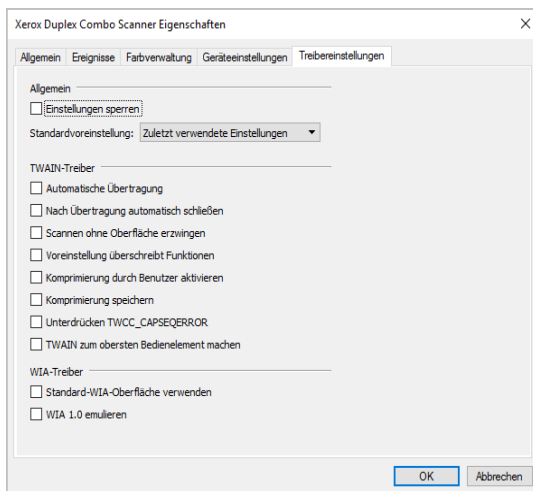 Xerox Duplex Combo Scanner Eigenschaften
Allgemein Ereignisse Farbverwaltung Geräteeinstellungen Treibereinstellungen
Allgemein
Einstellungen sperren
Standardvoreinstellung: Zuletzt verwendete Einstellungen
TWAIN-Treiber
Automatische Übertragung
Nach Übertragung automatisch schließen
Scannen ohne Oberfläche erzwingen
Voreinstellung überschreibt Funktionen
Komprimierung durch Benutzer aktivieren
Komprimierung speichern
Unterdrücken TWCC_CAPSEQERROR
TWAIN zum obersten Bedienelement machen
WIA-Treiber
Standard-WIA-Oberfläche verwenden
WIA 1.0 emulieren
OK Abbrechen